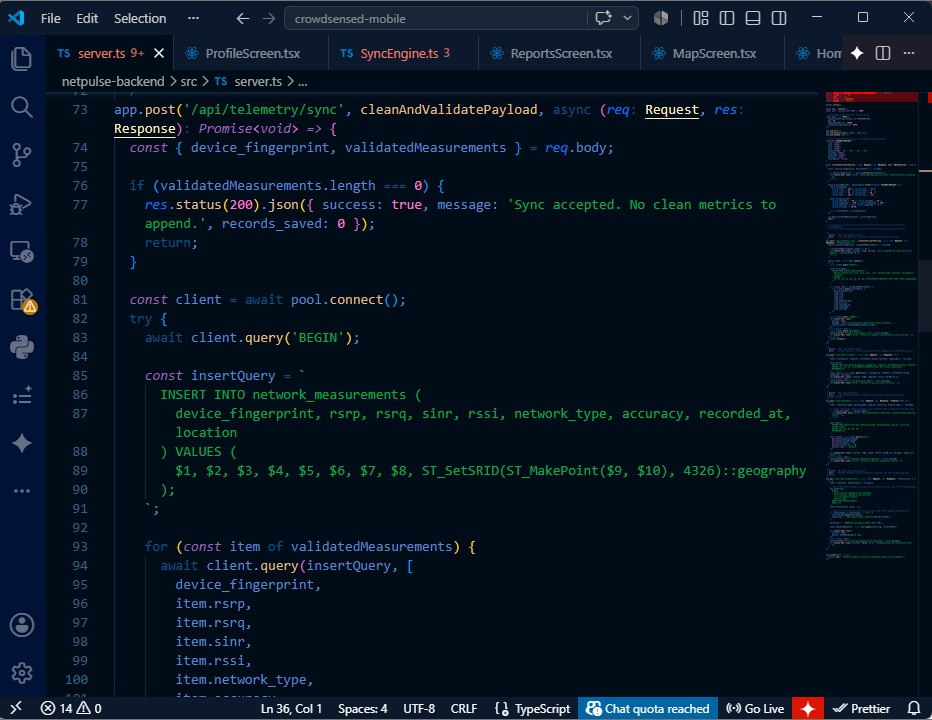 File Edit Selection ··· crowdsensed-mobile
TS server.ts 9+ ProfileScreen.tsx TS SyncEngine.ts 3 ReportsScreen.tsx MapScreen.tsx Hom
netpulse-backend > src > TS server.ts > ...
73 app.post('/api/telemetry/sync', cleanAndValidatePayload, async (req: Request, res:
Response): Promise<void> => {
74 const { device_fingerprint, validatedMeasurements } = req.body;
75
76 if (validatedMeasurements.length === 0) {
77 res.status(200).json({ success: true, message: 'Sync accepted. No clean metrics to
append.', records_saved: 0 });
78 return;
79 }
80
81 const client = await pool.connect();
82 try {
83 await client.query('BEGIN');
84
85 const insertQuery = `
86 INSERT INTO network_measurements (
87 device_fingerprint, rsrp, rsrq, sinr, rssi, network_type, accuracy, recorded_at,
location
88 ) VALUES (
89 $1, $2, $3, $4, $5, $6, $7, $8, ST_SetSRID(ST_MakePoint($9, $10), 4326)::geography
90 );
91 `;
92
93 for (const item of validatedMeasurements) {
94 await client.query(insertQuery, [
95 device_fingerprint,
96 item.rsrp,
97 item.rsrq,
98 item.sinr,
99 item.rssi,
100 item.network_type,
101 item.accuracy
14 0 Ln 36, Col 1 Spaces: 4 UTF-8 CRLF {} TypeScript Chat quota reached Go Live Prettier